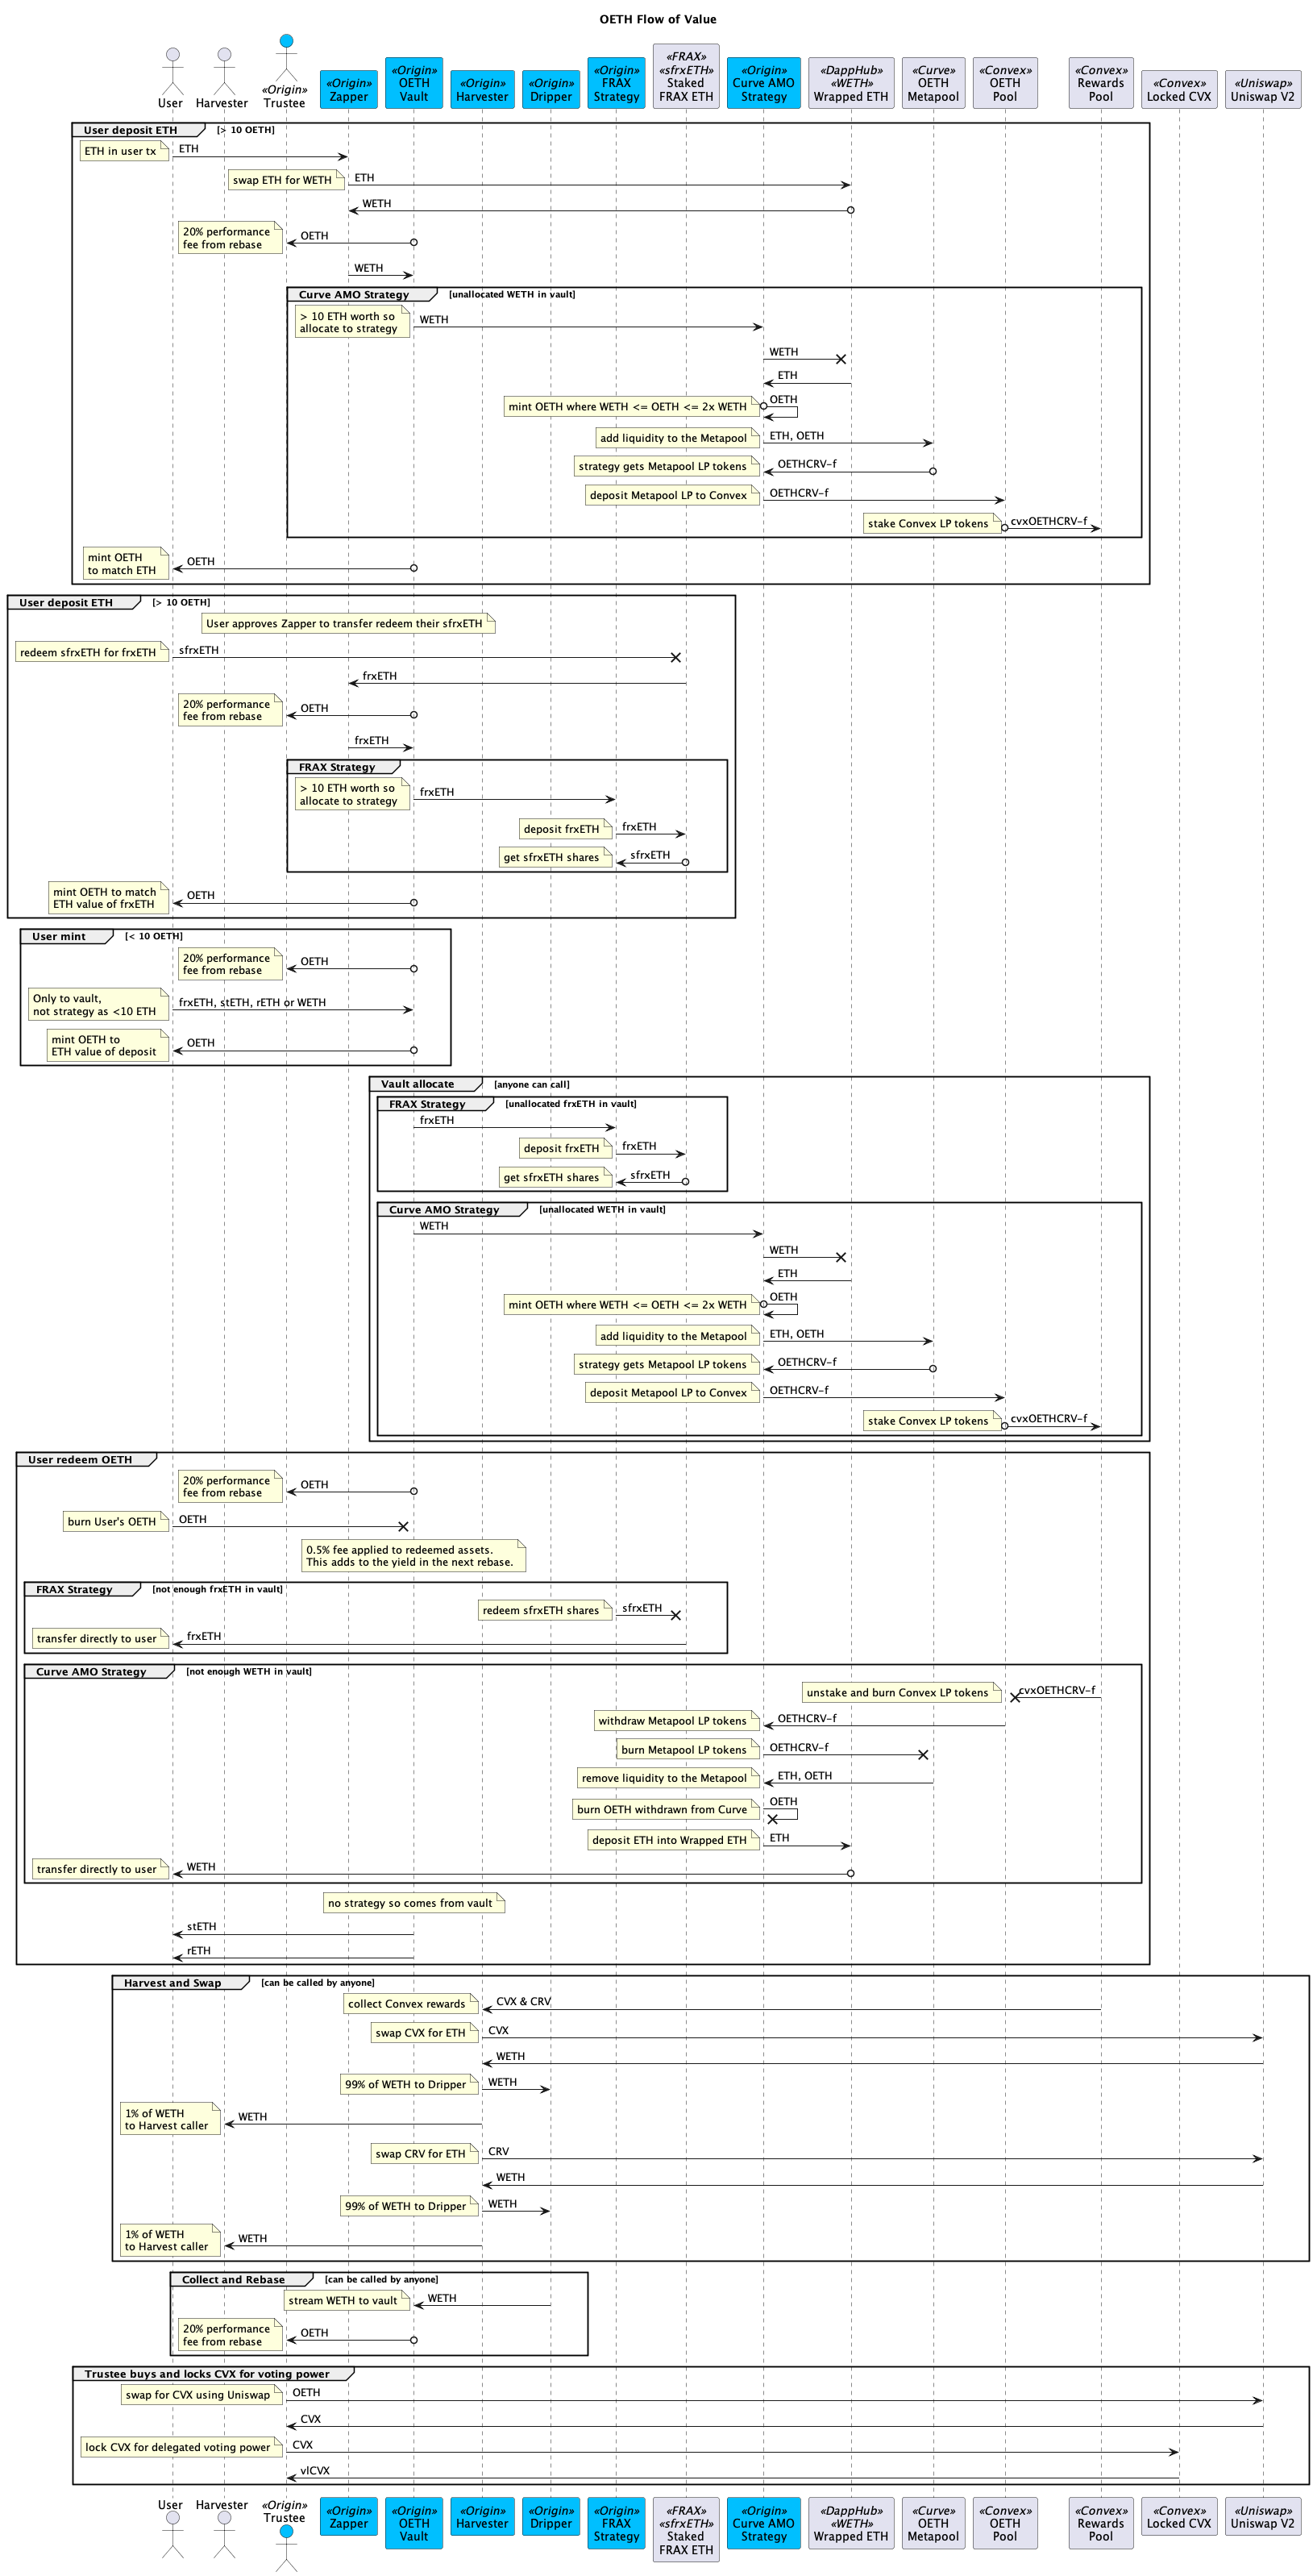 OETH Flow of Value
User
Harvester
«Origin»
Trustee
«Origin»
Zapper
«Origin»
OETH
Vault
«Origin»
Harvester
«Origin»
Dripper
«Origin»
FRAX
Strategy
«FRAX»
«sfrxETH»
Staked
FRAX ETH
«Origin»
Curve AMO
Strategy
«DappHub»
«WETH»
Wrapped ETH
«Curve»
OETH
Metapool
«Convex»
OETH
Pool
«Convex»
Rewards
Pool
«Convex»
Locked CVX
«Uniswap»
Uniswap V2
User deposit ETH [> 10 OETH]
ETH in user tx
ETH
swap ETH for WETH
ETH
WETH
20% performance
fee from rebase
OETH
WETH
Curve AMO Strategy [unallocated WETH in vault]
> 10 ETH worth so
allocate to strategy
WETH
WETH
ETH
mint OETH where WETH <= OETH <= 2x WETH
OETH
add liquidity to the Metapool
ETH, OETH
strategy gets Metapool LP tokens
OETHCRV-f
deposit Metapool LP to Convex
OETHCRV-f
stake Convex LP tokens
cvxOETHCRV-f
mint OETH
to match ETH
OETH
User deposit ETH [> 10 OETH]
User approves Zapper to transfer redeem their sfrxETH
redeem sfrxETH for frxETH
sfrxETH
frxETH
20% performance
fee from rebase
OETH
frxETH
FRAX Strategy
> 10 ETH worth so
allocate to strategy
frxETH
deposit frxETH
frxETH
get sfrxETH shares
sfrxETH
mint OETH to match
ETH value of frxETH
OETH
User mint [< 10 OETH]
20% performance
fee from rebase
OETH
Only to vault,
not strategy as <10 ETH
frxETH, stETH, rETH or WETH
mint OETH to
ETH value of deposit
OETH
Vault allocate [anyone can call]
FRAX Strategy [unallocated frxETH in vault]
frxETH
deposit frxETH
frxETH
get sfrxETH shares
sfrxETH
Curve AMO Strategy [unallocated WETH in vault]
WETH
WETH
ETH
mint OETH where WETH <= OETH <= 2x WETH
OETH
add liquidity to the Metapool
ETH, OETH
strategy gets Metapool LP tokens
OETHCRV-f
deposit Metapool LP to Convex
OETHCRV-f
stake Convex LP tokens
cvxOETHCRV-f
User redeem OETH
20% performance
fee from rebase
OETH
burn User's OETH
OETH
0.5% fee applied to redeemed assets.
This adds to the yield in the next rebase.
FRAX Strategy [not enough frxETH in vault]
redeem sfrxETH shares
sfrxETH
transfer directly to user
frxETH
Curve AMO Strategy [not enough WETH in vault]
unstake and burn Convex LP tokens
cvxOETHCRV-f
withdraw Metapool LP tokens
OETHCRV-f
burn Metapool LP tokens
OETHCRV-f
remove liquidity to the Metapool
ETH, OETH
burn OETH withdrawn from Curve
OETH
deposit ETH into Wrapped ETH
ETH
transfer directly to user
WETH
no strategy so comes from vault
stETH
rETH
Harvest and Swap [can be called by anyone]
collect Convex rewards
CVX & CRV
swap CVX for ETH
CVX
WETH
99% of WETH to Dripper
WETH
1% of WETH
to Harvest caller
WETH
swap CRV for ETH
CRV
WETH
99% of WETH to Dripper
WETH
1% of WETH
to Harvest caller
WETH
Collect and Rebase [can be called by anyone]
stream WETH to vault
WETH
20% performance
fee from rebase
OETH
Trustee buys and locks CVX for voting power
swap for CVX using Uniswap
OETH
CVX
lock CVX for delegated voting power
CVX
vlCVX
User
Harvester
«Origin»
Trustee
«Origin»
Zapper
«Origin»
OETH
Vault
«Origin»
Harvester
«Origin»
Dripper
«Origin»
FRAX
Strategy
«FRAX»
«sfrxETH»
Staked
FRAX ETH
«Origin»
Curve AMO
Strategy
«DappHub»
«WETH»
Wrapped ETH
«Curve»
OETH
Metapool
«Convex»
OETH
Pool
«Convex»
Rewards
Pool
«Convex»
Locked CVX
«Uniswap»
Uniswap V2